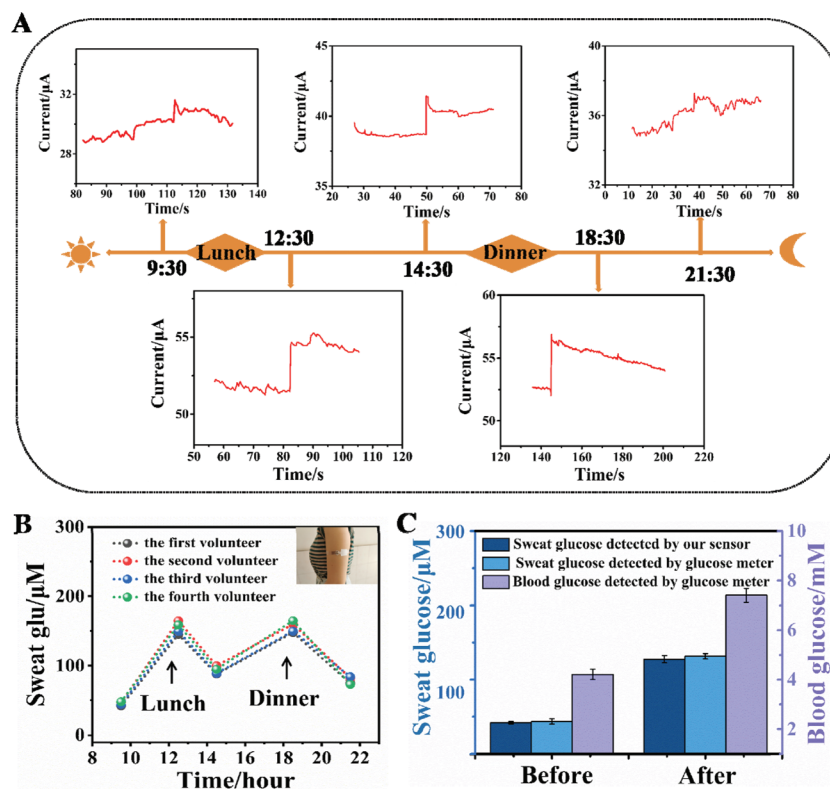 A
Current/μA
32
30
28
80 90 100 110 120 130 140
Time/s
Current/μA
45
40
35
20 30 40 50 60 70 80
Time/s
Current/μA
40
36
32
0 10 20 30 40 50 60 70 80
Time/s
9:30
Lunch
12:30
14:30
Dinner
18:30
21:30
Current/μA
55
50
50 60 70 80 90 100 110 120
Time/s
Current/μA
60
55
50
120 140 160 180 200 220
Time/s
B
Sweat glu/μM
300
200
100
0
the first volunteer
the second volunteer
the third volunteer
the fourth volunteer
Lunch
Dinner
8 10 12 14 16 18 20 22
Time/hour
C
Sweat glucose/μM
300
200
100
Sweat glucose detected by our sensor
Sweat glucose detected by glucose meter
Blood glucose detected by glucose meter
Before After
10
8
6
4
2
Blood glucose/mM